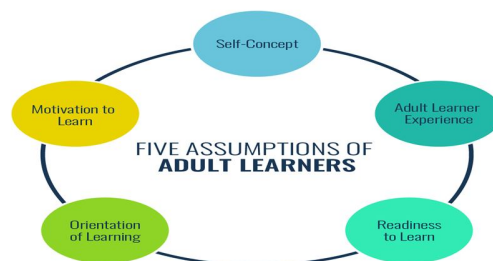 Self-Concept
Adult Learner
Experience
Readiness
to Learn
Orientation
of Learning
Motivation to
Learn
FIVE ASSUMPTIONS OF
ADULT LEARNERS